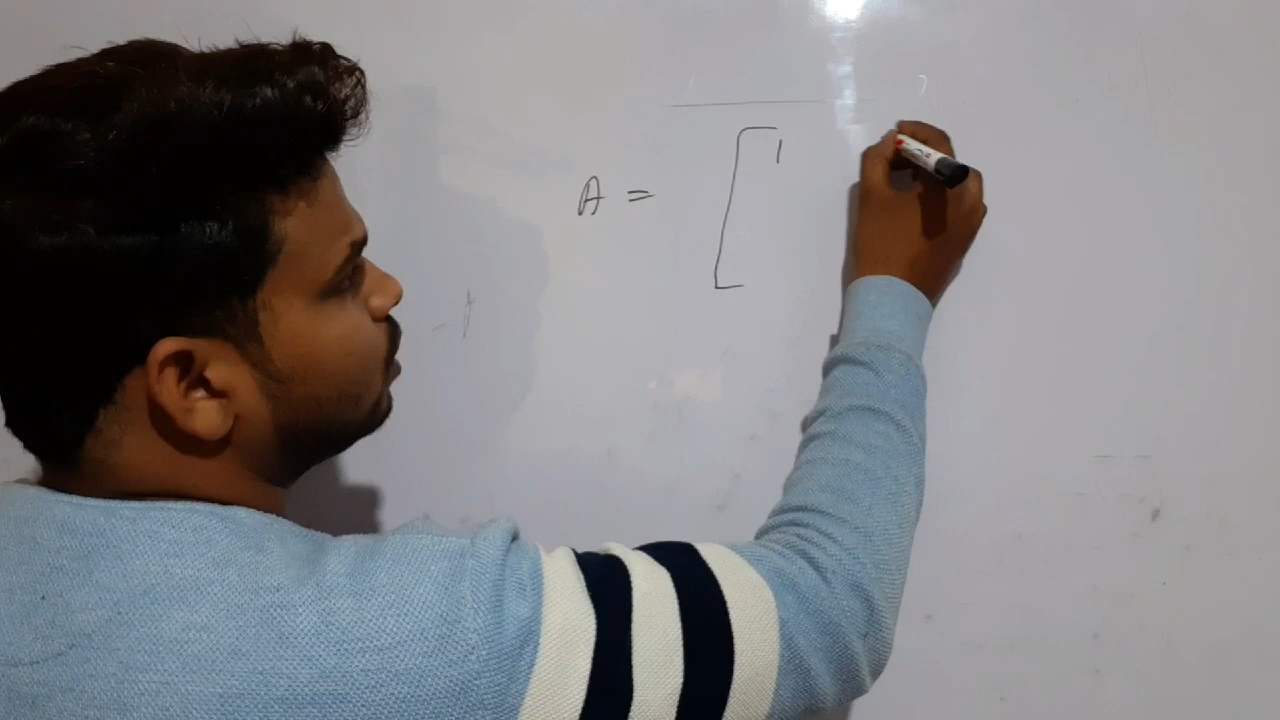 A = [ 1